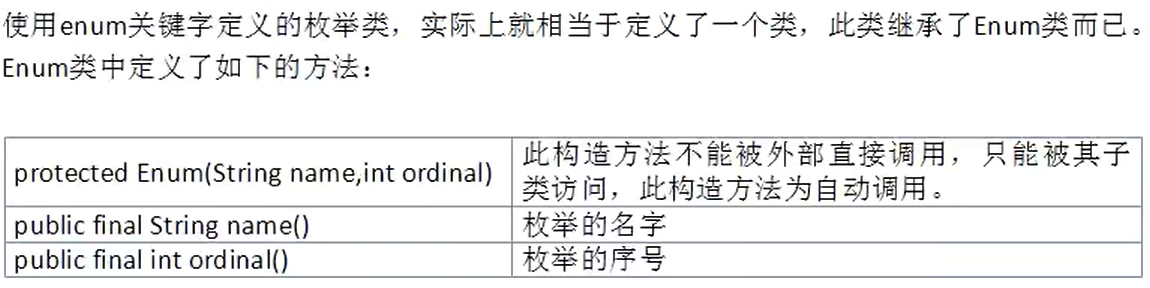 使用enum关键字定义的枚举类，实际上就相当于定义了一个类，此类继承了Enum类而已。
Enum类中定义了如下的方法：
protected Enum(String name,int ordinal)
此构造方法不能被外部直接调用，只能被其子
类访问，此构造方法为自动调用。
public final String name()
枚举的名字
public final int ordinal()
枚举的序号